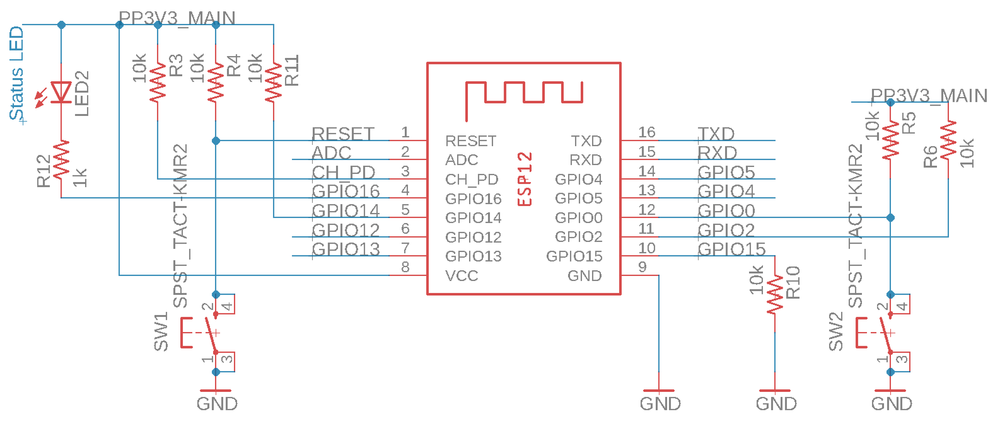 PP3V3_MAIN
Status LED
LED2
R12
1k
10k
R3
10k
R4
10k
R11
RESET
ADC
CH_PD
GPIO16
GPIO14
GPIO12
GPIO13
1
2
3
4
5
6
7
8
RESET
ADC
CH_PD
GPIO16
GPIO14
GPIO12
GPIO13
VCC
ESP12
TXD
RXD
GPIO4
GPIO5
GPIO0
GPIO2
GPIO15
GND
16
15
14
13
12
11
10
9
TXD
RXD
GPIO5
GPIO4
GPIO0
GPIO2
GPIO15
PP3V3_MAIN
10k
R5
R6
10k
10k
R10
SPST_TACT-KMR2
SW1
2
4
1
3
GND
GND
GND
SPST_TACT-KMR2
SW2
2
4
1
3
GND